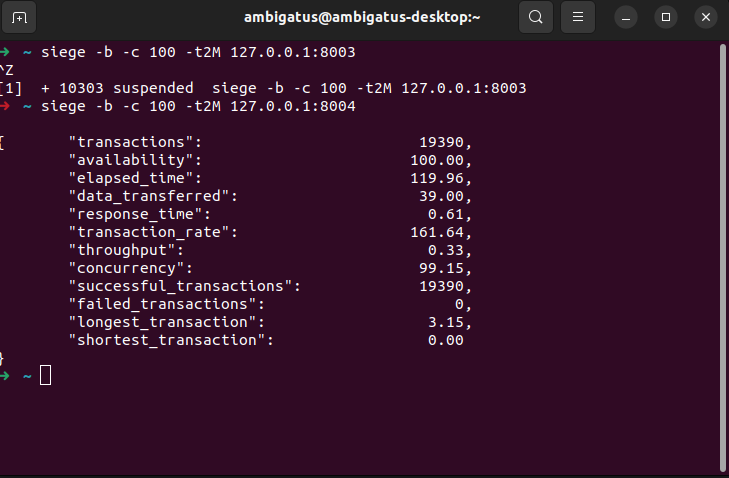 ambigatus@ambigatus-desktop:~
➜ ~ siege -b -c 100 -t2M 127.0.0.1:8003
^Z
[1] + 10303 suspended siege -b -c 100 -t2M 127.0.0.1:8003
➜ ~ siege -b -c 100 -t2M 127.0.0.1:8004
{ "transactions": 19390,
"availability": 100.00,
"elapsed_time": 119.96,
"data_transferred": 39.00,
"response_time": 0.61,
"transaction_rate": 161.64,
"throughput": 0.33,
"concurrency": 99.15,
"successful_transactions": 19390,
"failed_transactions": 0,
"longest_transaction": 3.15,
"shortest_transaction": 0.00
}
➜ ~